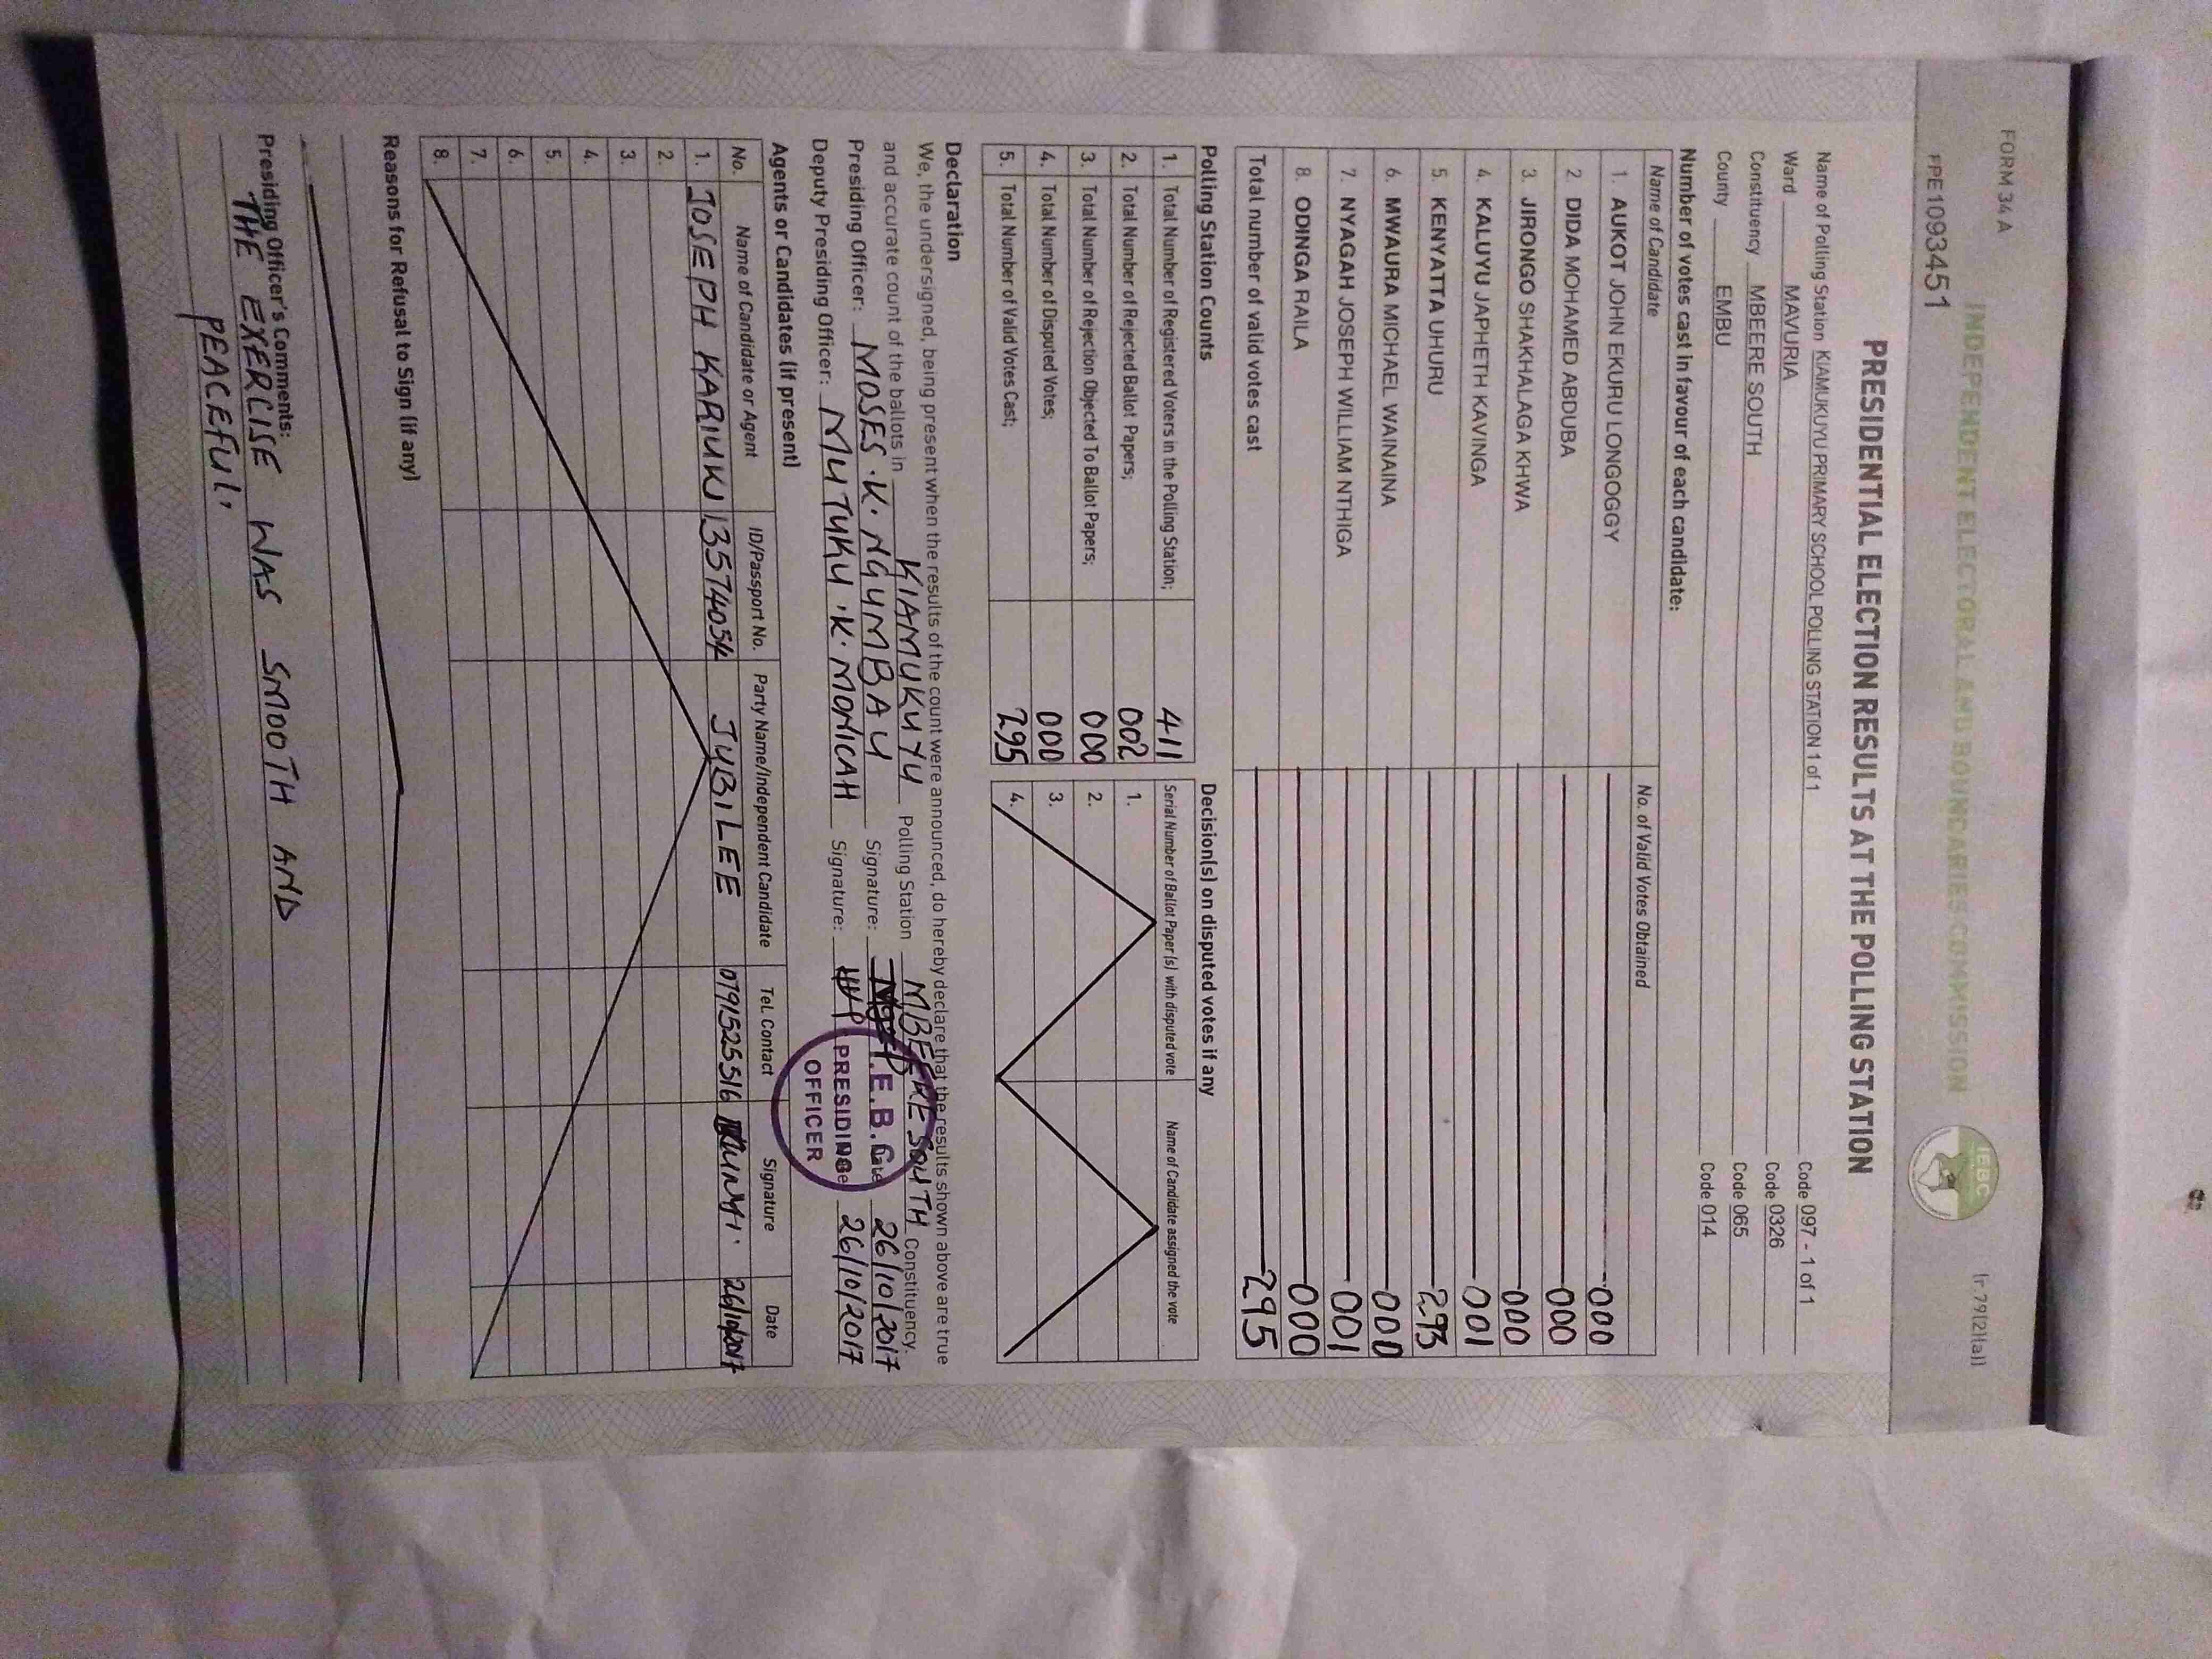 FORM 34 A
INDEPENDENT ELECTORAL AND BOUNDARIES COMMISSION
IEBC
(r.79(2)(a))
PPE1093451
PRESIDENTIAL ELECTION RESULTS AT THE POLLING STATION
Name of Polling Station KIAMUKUYU PRIMARY SCHOOL POLLING STATION 1 of 1 Code 097 - 1 of 1
Ward MAVURIA Code 0326
Constituency MBEERE SOUTH Code 065
County EMBU Code 014
Number of votes cast in favour of each candidate:
Name of Candidate No. of Valid Votes Obtained
1. AUKOT JOHN EKURU LONGOGGY 000
2. DIDA MOHAMED ABDUBA 000
3. JIRONGO SHAKHALAGA KHWA 000
4. KALUYU JAPHETH KAVINGA 001
5. KENYATTA UHURU 293
6. MWAURA MICHAEL WAINAINA 000
7. NYAGAH JOSEPH WILLIAM NTHIGA 001
8. ODINGA RAILA 000
Total number of valid votes cast 295
Polling Station Counts Decision(s) on disputed votes if any
1. Total Number of Registered Voters in the Polling Station; 411 Serial Number of Ballot Paper (s) with disputed vote Name of Candidate assigned the vote
2. Total Number of Rejected Ballot Papers; 002 1.
3. Total Number of Rejection Objected To Ballot Papers; 000 2.
4. Total Number of Disputed Votes; 000 3.
5. Total Number of Valid Votes Cast; 295 4.
Declaration
We, the undersigned, being present when the results of the count were announced, do hereby declare that the results shown above are true
and accurate count of the ballots in KIAMUKUYU Polling Station MBEERE SOUTH Constituency.
Presiding Officer: MOSES .K. NGUMBAU Signature: Date 26/10/2017
Deputy Presiding Officer: MUTUKU .K. MONICAH Signature: Date 26/10/2017
I.E.B.C
PRESIDING
OFFICER
Agents or Candidates (if present)
No. Name of Candidate or Agent ID/Passport No. Party Name/Independent Candidate Tel. Contact Signature Date
1. JOSEPH KARIUKI 13574054 JUBILEE 0791525516 26/10/2017
2.
3.
4.
5.
6.
7.
8.
Reasons for Refusal to Sign (if any)
Presiding Officer's Comments:
THE EXERCISE WAS SMOOTH AND
PEACEFUL.